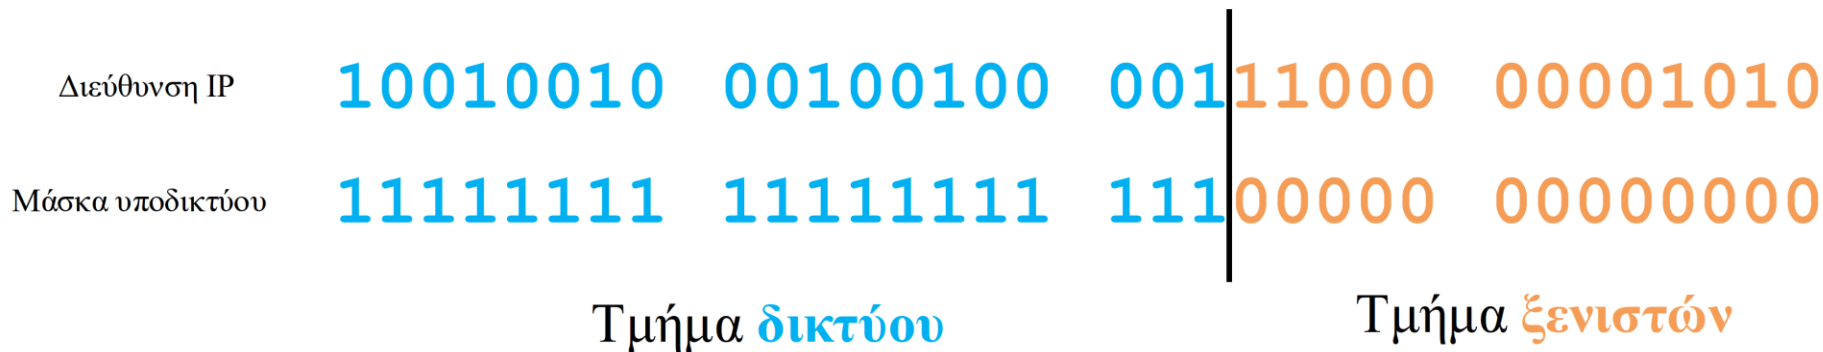 Διεύθυνση IP 10010010 00100100 00111000 00001010
Μάσκα υποδικτύου 11111111 11111111 11100000 00000000
Τμήμα δικτύου Τμήμα ξενιστών